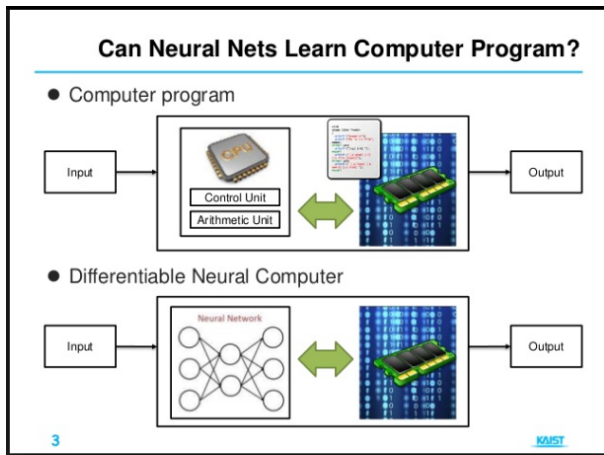 Can Neural Nets Learn Computer Program?
● Computer program
Input
CPU
Control Unit
Arithmetic Unit
Output
● Differentiable Neural Computer
Input
Neural Network
Output
3
KAIST